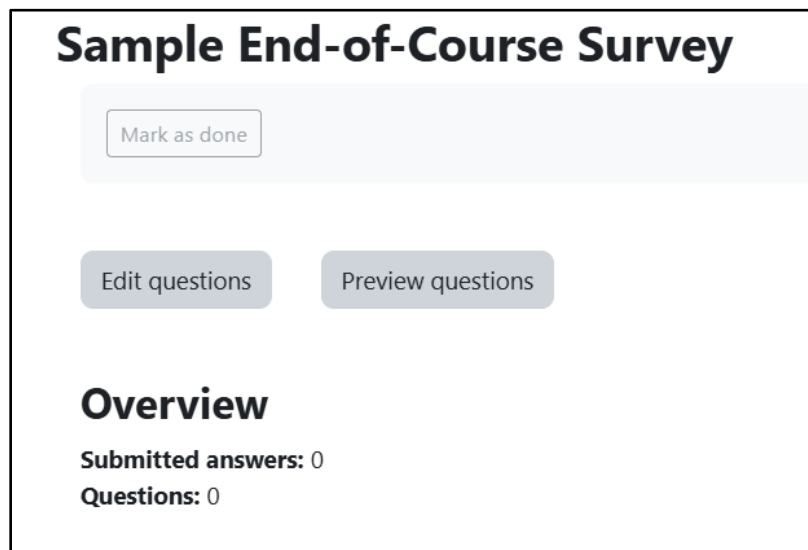 Sample End-of-Course Survey
Mark as done
Edit questions Preview questions
Overview
Submitted answers: 0
Questions: 0